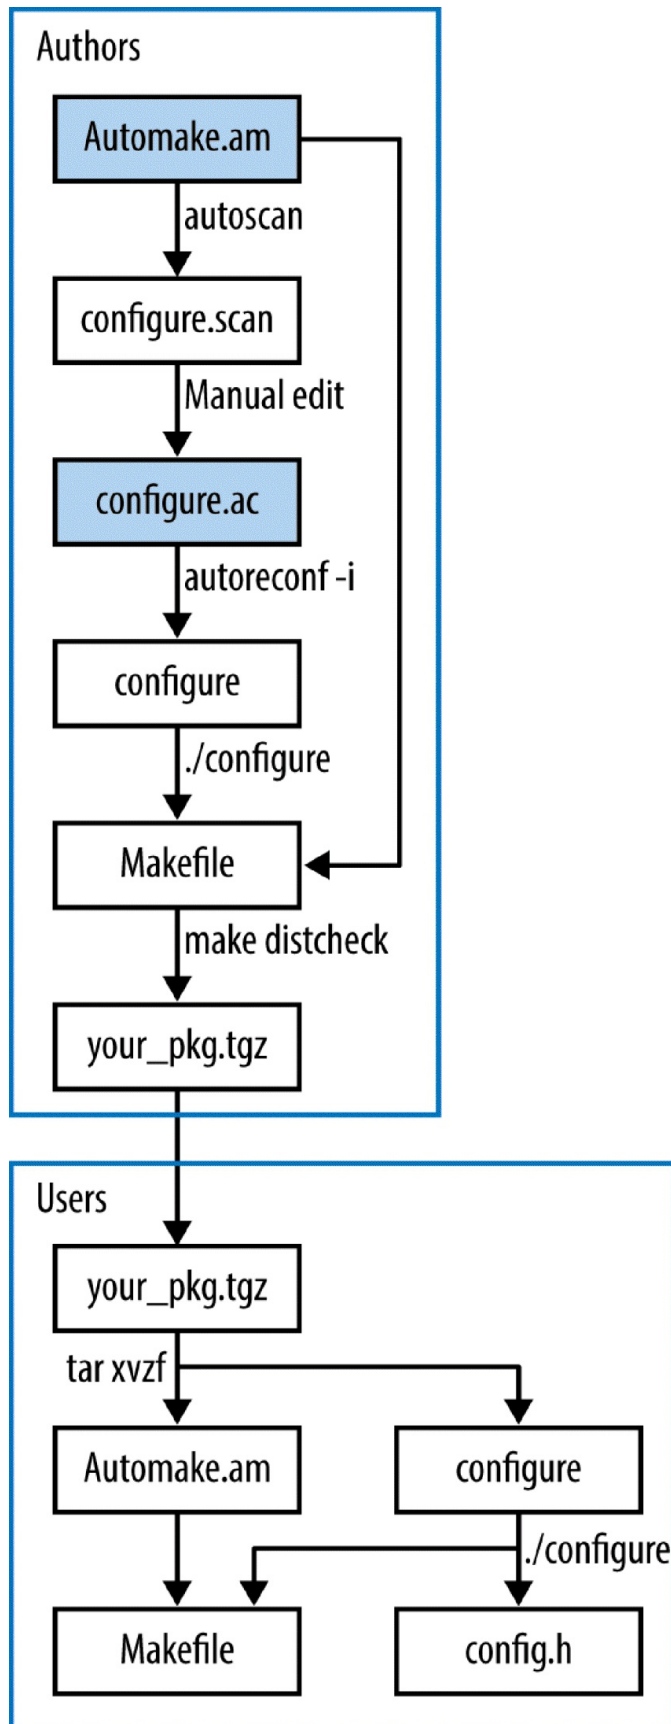 Authors
Automake.am
autoscan
configure.scan
Manual edit
configure.ac
autoreconf -i
configure
./configure
Makefile
make distcheck
your_pkg.tgz
Users
your_pkg.tgz
tar xvzf
Automake.am
configure
./configure
Makefile
config.h